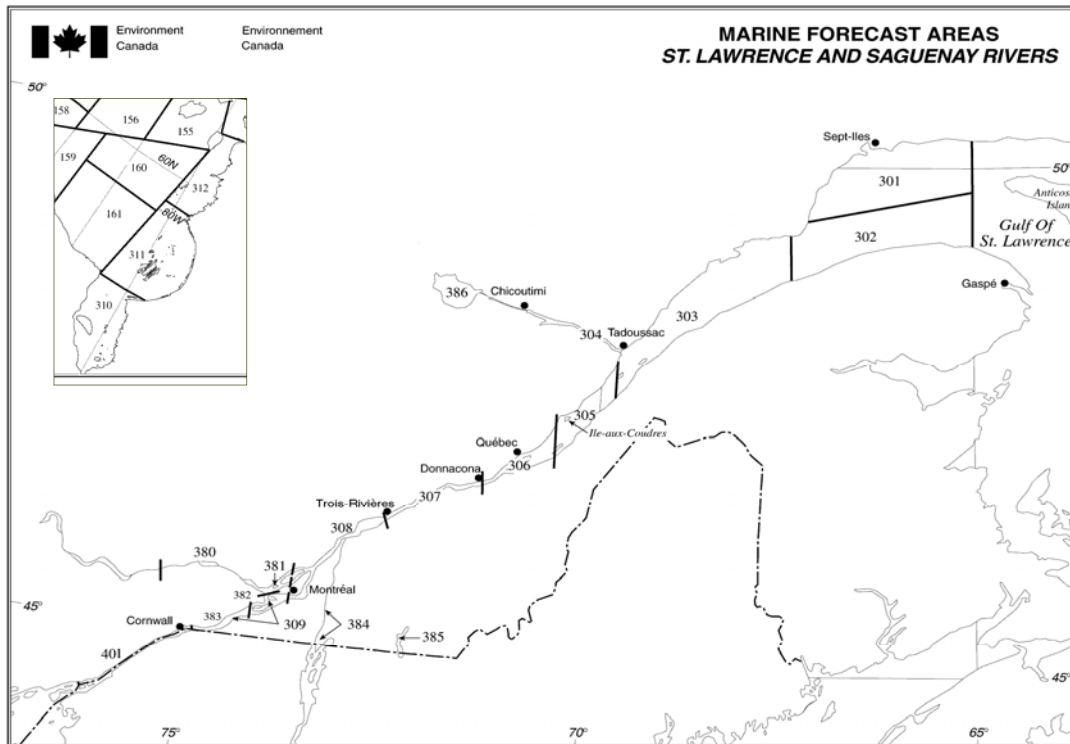 Environment
Canada
Environnement
Canada
MARINE FORECAST AREAS
ST. LAWRENCE AND SAGUENAY RIVERS
50°
158
156
155
159
160
60N
312
161
80W
311
310
Sept-Iles
50°
301
Anticos
Islan
302
Gulf Of
St. Lawrence
Gaspé
386
Chicoutimi
303
304
Tadoussac
305
Ile-aux-Coudres
Québec
306
Donnacona
307
Trois-Rivières
308
380
381
382
Montréal
45°
383
309
384
385
Cornwall
401
45°
75°
70°
65°